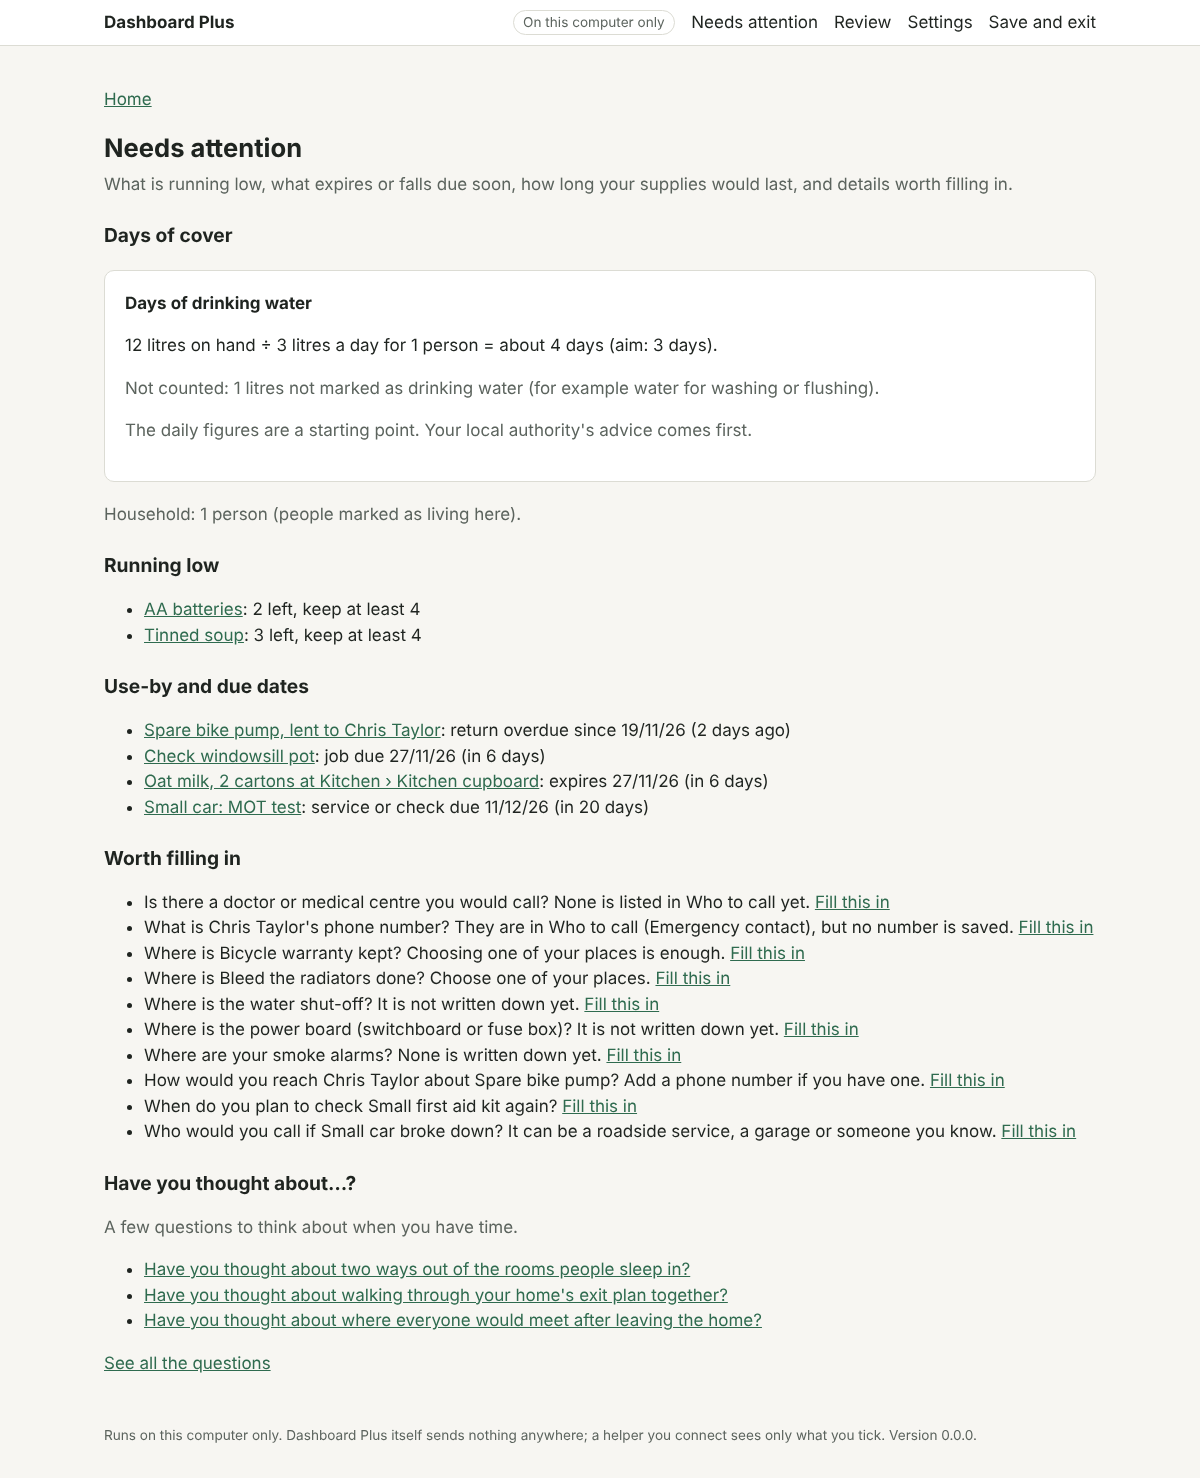 Dashboard Plus
On this computer only
Needs attention
Review
Settings
Save and exit
Home
Needs attention
What is running low, what expires or falls due soon, how long your supplies would last, and details worth filling in.
Days of cover
Days of drinking water
12 litres on hand ÷ 3 litres a day for 1 person = about 4 days (aim: 3 days).
Not counted: 1 litres not marked as drinking water (for example water for washing or flushing).
The daily figures are a starting point. Your local authority's advice comes first.
Household: 1 person (people marked as living here).
Running low
AA batteries: 2 left, keep at least 4
Tinned soup: 3 left, keep at least 4
Use-by and due dates
Spare bike pump, lent to Chris Taylor: return overdue since 19/11/26 (2 days ago)
Check windowsill pot: job due 27/11/26 (in 6 days)
Oat milk, 2 cartons at Kitchen › Kitchen cupboard: expires 27/11/26 (in 6 days)
Small car: MOT test: service or check due 11/12/26 (in 20 days)
Worth filling in
Is there a doctor or medical centre you would call? None is listed in Who to call yet. Fill this in
What is Chris Taylor's phone number? They are in Who to call (Emergency contact), but no number is saved. Fill this in
Where is Bicycle warranty kept? Choosing one of your places is enough. Fill this in
Where is Bleed the radiators done? Choose one of your places. Fill this in
Where is the water shut-off? It is not written down yet. Fill this in
Where is the power board (switchboard or fuse box)? It is not written down yet. Fill this in
Where are your smoke alarms? None is written down yet. Fill this in
How would you reach Chris Taylor about Spare bike pump? Add a phone number if you have one. Fill this in
When do you plan to check Small first aid kit again? Fill this in
Who would you call if Small car broke down? It can be a roadside service, a garage or someone you know. Fill this in
Have you thought about…?
A few questions to think about when you have time.
Have you thought about two ways out of the rooms people sleep in?
Have you thought about walking through your home's exit plan together?
Have you thought about where everyone would meet after leaving the home?
See all the questions
Runs on this computer only. Dashboard Plus itself sends nothing anywhere; a helper you connect sees only what you tick. Version 0.0.0.